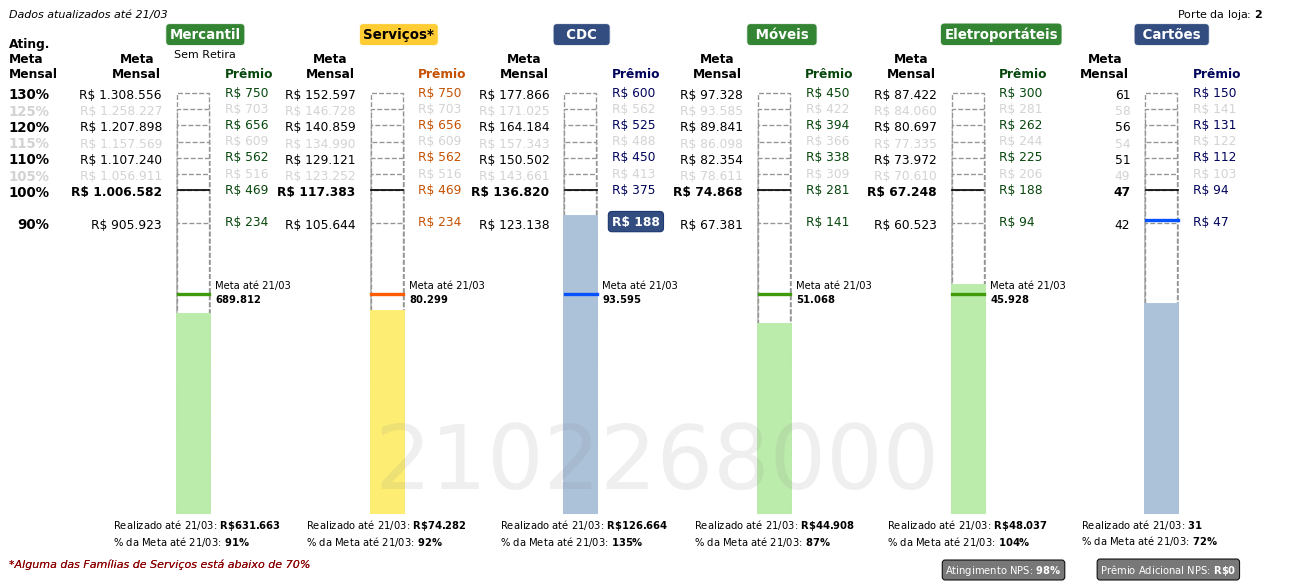 Dados atualizados até 21/03 Porte da loja: 2
Mercantil Serviços* CDC Móveis Eletroportáteis Cartões
Sem Retira
Ating. Meta Mensal Meta Mensal Prêmio Meta Mensal Prêmio Meta Mensal Prêmio Meta Mensal Prêmio Meta Mensal Prêmio Meta Mensal Prêmio
130% R$ 1.308.556 R$ 750 R$ 152.597 R$ 750 R$ 177.866 R$ 600 R$ 97.328 R$ 450 R$ 87.422 R$ 300 61 R$ 150
125% R$ 1.258.227 R$ 703 R$ 146.728 R$ 703 R$ 171.025 R$ 562 R$ 93.585 R$ 422 R$ 84.060 R$ 281 58 R$ 141
120% R$ 1.207.898 R$ 656 R$ 140.859 R$ 656 R$ 164.184 R$ 525 R$ 89.841 R$ 394 R$ 80.697 R$ 262 56 R$ 131
115% R$ 1.157.569 R$ 609 R$ 134.990 R$ 609 R$ 157.343 R$ 488 R$ 86.098 R$ 366 R$ 77.335 R$ 244 54 R$ 122
110% R$ 1.107.240 R$ 562 R$ 129.121 R$ 562 R$ 150.502 R$ 450 R$ 82.354 R$ 338 R$ 73.972 R$ 225 51 R$ 112
105% R$ 1.056.911 R$ 516 R$ 123.252 R$ 516 R$ 143.661 R$ 413 R$ 78.611 R$ 309 R$ 70.610 R$ 206 49 R$ 103
100% R$ 1.006.582 R$ 469 R$ 117.383 R$ 469 R$ 136.820 R$ 375 R$ 74.868 R$ 281 R$ 67.248 R$ 188 47 R$ 94
90% R$ 905.923 R$ 234 R$ 105.644 R$ 234 R$ 123.138 R$ 188 R$ 67.381 R$ 141 R$ 60.523 R$ 94 42 R$ 47
Meta até 21/03 Meta até 21/03 Meta até 21/03 Meta até 21/03 Meta até 21/03
689.812 80.299 93.595 51.068 45.928
2102268000
Realizado até 21/03: R$631.663 Realizado até 21/03: R$74.282 Realizado até 21/03: R$126.664 Realizado até 21/03: R$44.908 Realizado até 21/03: R$48.037 Realizado até 21/03: 31
% da Meta até 21/03: 91% % da Meta até 21/03: 92% % da Meta até 21/03: 135% % da Meta até 21/03: 87% % da Meta até 21/03: 104% % da Meta até 21/03: 72%
*Alguma das Famílias de Serviços está abaixo de 70% Atingimento NPS: 98% Prêmio Adicional NPS: R$0